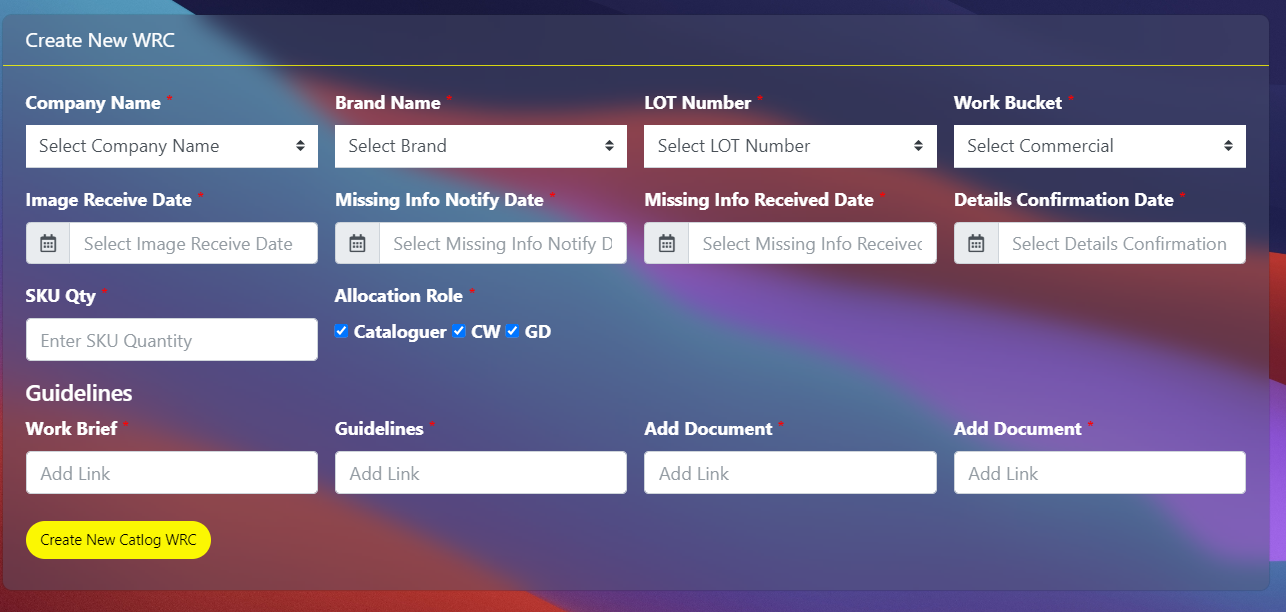 Create New WRC
Company Name * Brand Name * LOT Number * Work Bucket *
Select Company Name Select Brand Select LOT Number Select Commercial
Image Receive Date * Missing Info Notify Date * Missing Info Received Date * Details Confirmation Date *
Select Image Receive Date Select Missing Info Notify D Select Missing Info Received Select Details Confirmation
SKU Qty * Allocation Role *
Enter SKU Quantity Cataloguer CW GD
Guidelines
Work Brief * Guidelines * Add Document * Add Document *
Add Link Add Link Add Link Add Link
Create New Catlog WRC